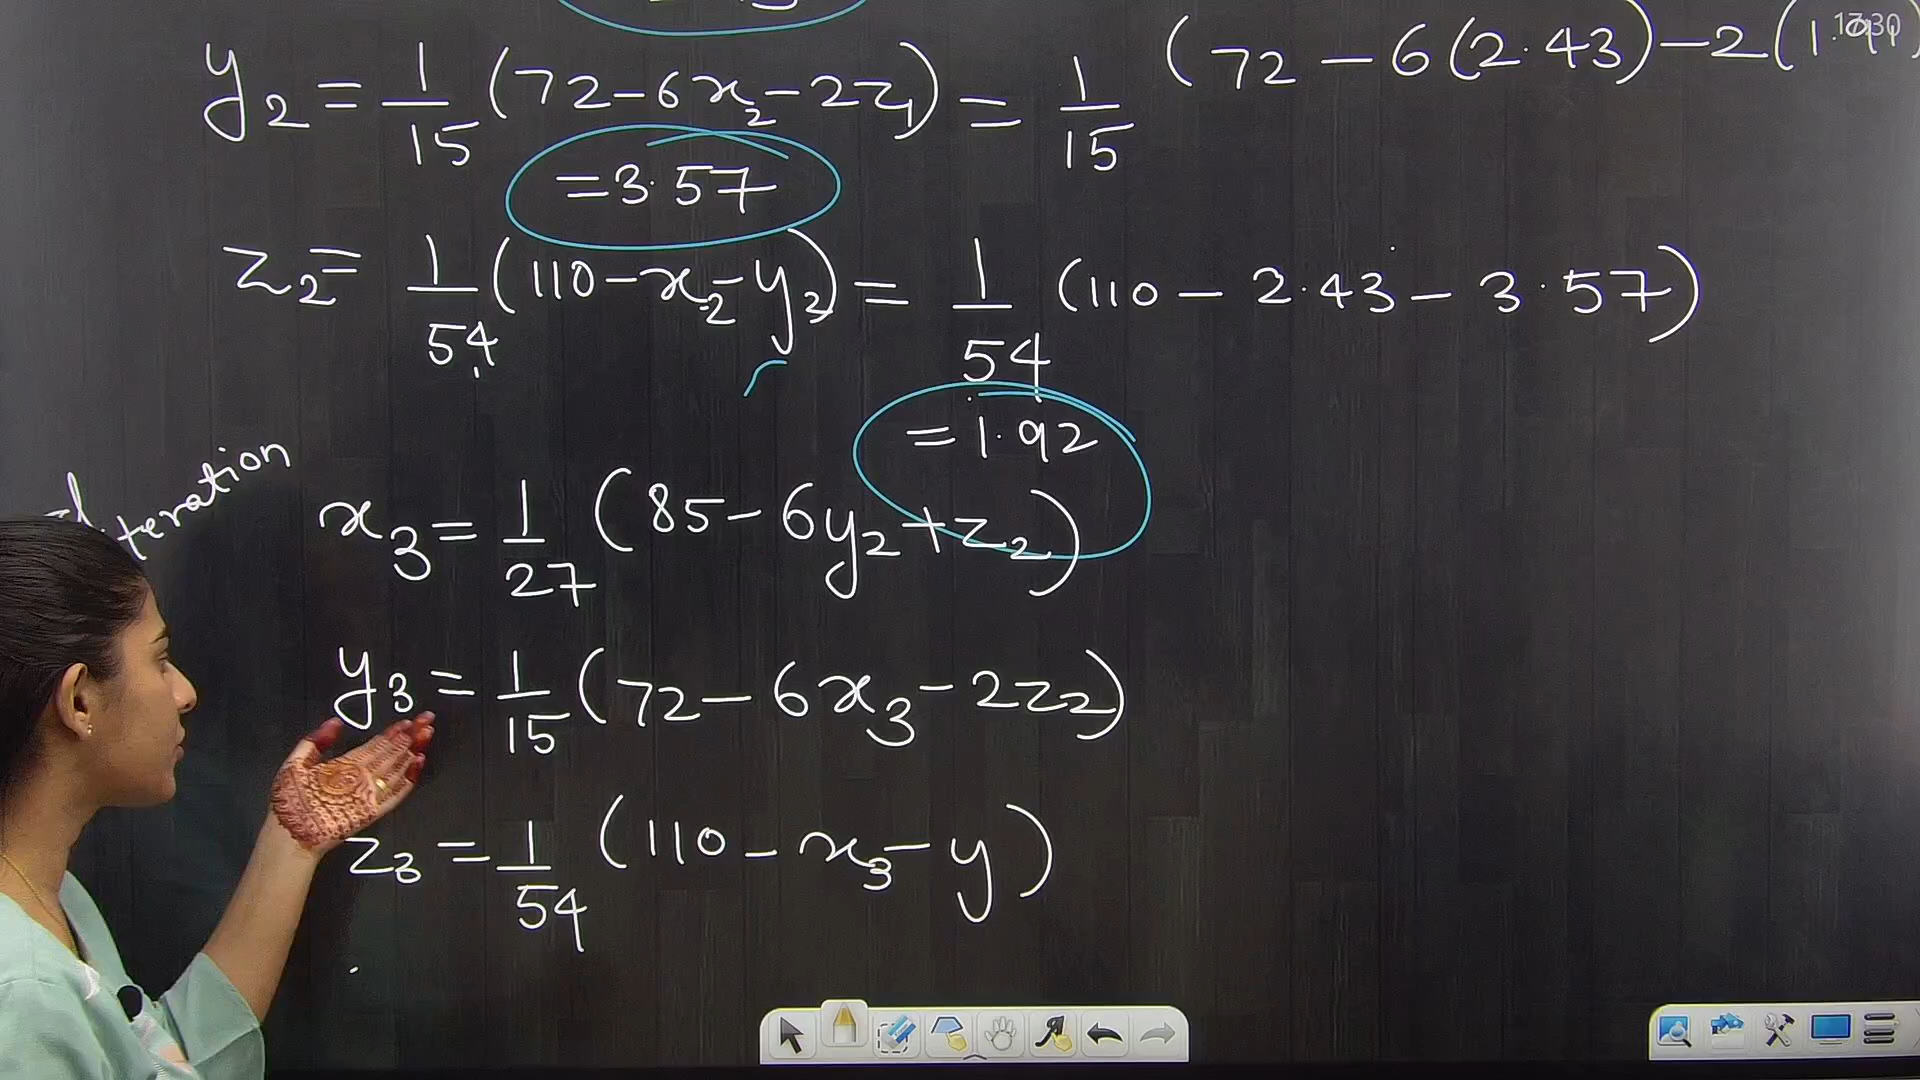 y2 = 1/15 (72 - 6x2 - 2z1) = 1/15 (72 - 6(2.43) - 2(1.91)
= 3.57
z2 = 1/54 (110 - x2 - y2) = 1/54 (110 - 2.43 - 3.57)
= 1.92
iteration
x3 = 1/27 (85 - 6y2 + z2)
y3 = 1/15 (72 - 6x3 - 2z2)
z3 = 1/54 (110 - x3 - y)